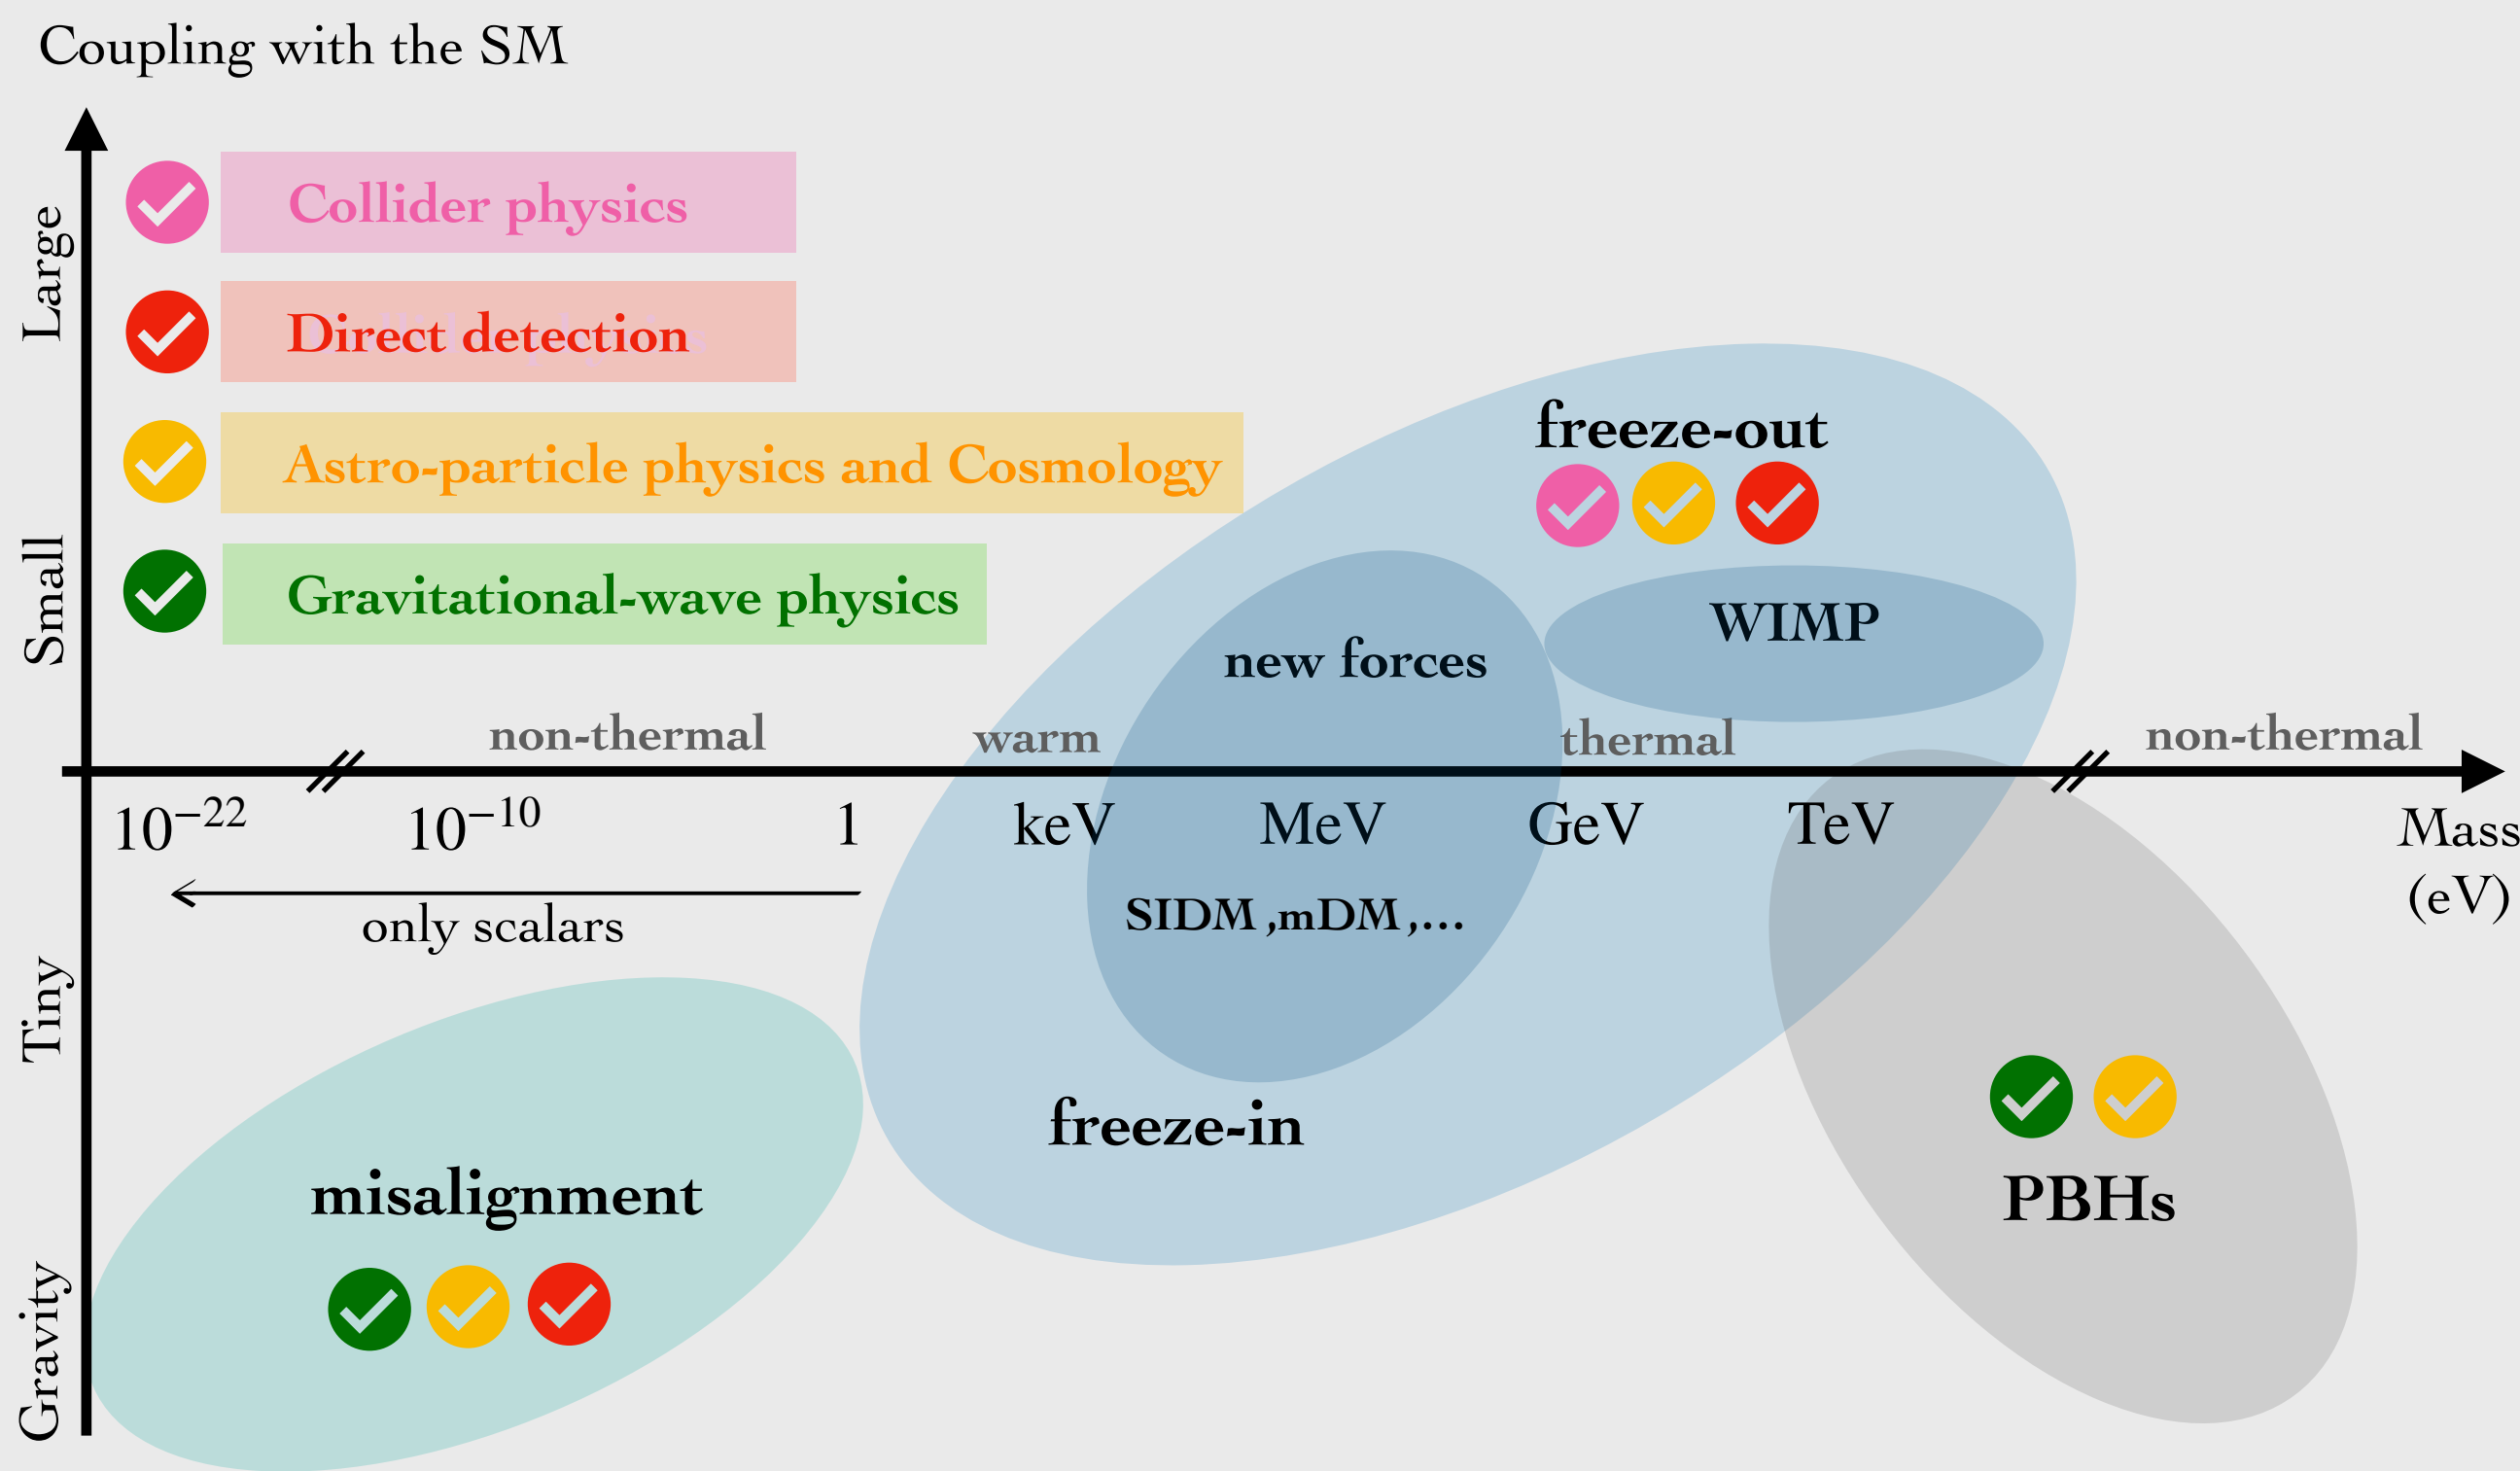 Coupling with the SM
Large
Small
Tiny
Gravity
Collider physics
Direct detection
Astro-particle physics and Cosmology
Gravitational-wave physics
freeze-out
WIMP
new forces
non-thermal
warm
thermal
non-thermal
10⁻²²
10⁻¹⁰
1
keV
MeV
GeV
TeV
Mass
(eV)
only scalars
SIDM ,mDM ,...
freeze-in
misalignment
PBHs